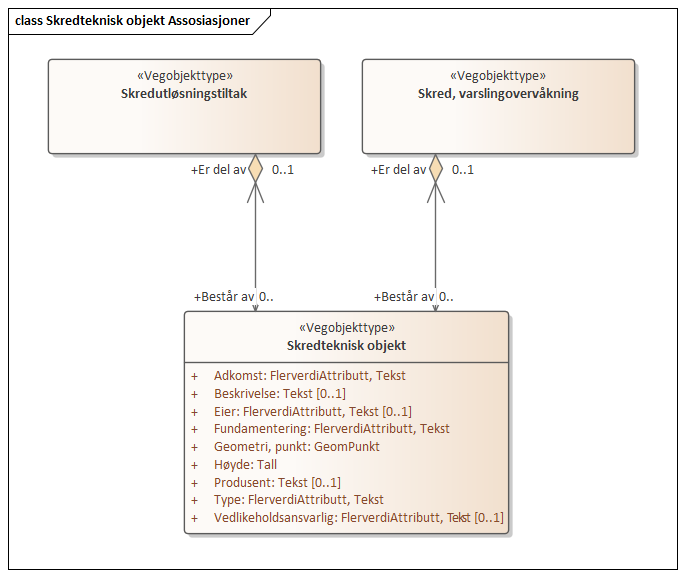 class Skredteknisk objekt Assosiasjoner
«Vegobjekttype»
Skredutløsningstiltak
«Vegobjekttype»
Skred, varslingovervåkning
+Er del av 0..1
+Er del av 0..1
+Består av 0..
+Består av 0..
«Vegobjekttype»
Skredteknisk objekt
+ Adkomst: FlerverdiAttributt, Tekst
+ Beskrivelse: Tekst [0..1]
+ Eier: FlerverdiAttributt, Tekst [0..1]
+ Fundamentering: FlerverdiAttributt, Tekst
+ Geometri, punkt: GeomPunkt
+ Høyde: Tall
+ Produsent: Tekst [0..1]
+ Type: FlerverdiAttributt, Tekst
+ Vedlikeholdsansvarlig: FlerverdiAttributt, Tekst [0..1]